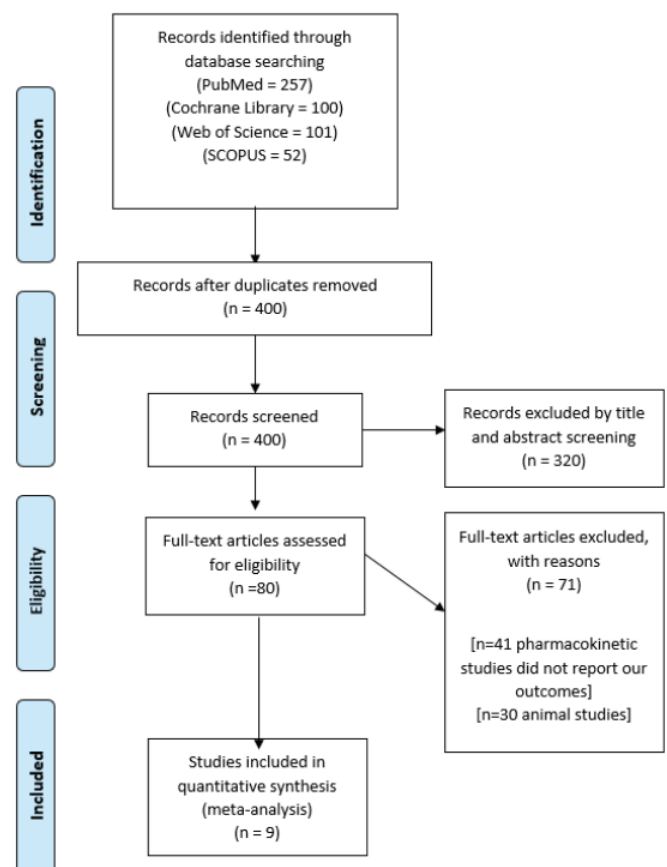 Records identified through
database searching
(PubMed = 257)
(Cochrane Library = 100)
(Web of Science = 101)
(SCOPUS = 52)
Identification
Records after duplicates removed
(n = 400)
Screening
Records screened
(n = 400)
Records excluded by title
and abstract screening
(n = 320)
Eligibility
Full-text articles assessed
for eligibility
(n =80)
Full-text articles excluded,
with reasons
(n = 71)
[n=41 pharmacokinetic
studies did not report our
outcomes]
[n=30 animal studies]
Included
Studies included in
quantitative synthesis
(meta-analysis)
(n = 9)